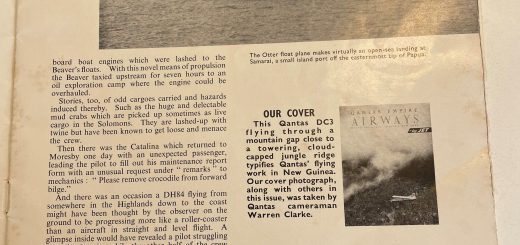 The Otter float plane makes virtually an open-sea landing at
Samarai, a small island port off the easternmost tip of Papua.
board boat engines which were lashed to the
Beaver's floats. With this novel means of propulsion
the Beaver taxied upstream for seven hours to an
oil exploration camp where the engine could be
overhauled.
Stories, too, of odd cargoes carried and hazards
induced thereby. Such as the huge and delectable
mud crabs which are picked up sometimes as live
cargo in the Solomons. They are lashed-up with
twine but have been known to get loose and menace
the crew.
Then there was the Catalina which returned to
Moresby one day with an unexpected passenger,
leading the pilot to fill out his maintenance report
form with an unusual request under " remarks " to
mechanics : " Please remove crocodile from forward
bilge."
And there was an occasion a DH84 flying from
somewhere in the Highlands down to the coast
might have been thought by the observer on the
ground to be progressing more like a roller-coaster
than an aircraft in straight and level flight. A
glimpse inside would have revealed a pilot struggling
half of the crew
OUR COVER
This Qantas DC3
flying through a
mountain gap close to
a towering, cloud-
capped jungle ridge
typifies Qantas' flying
work in New Guinea.
Our cover photograph,
along with others in
this issue, was taken by
Qantas cameraman
Warren Clarke.
QANTAS EMPIRE
AIRWAYS